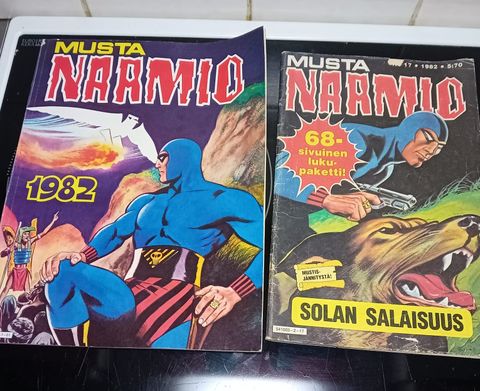 MUSTA
NAAMIO
1982
MUSTA
17 • 1982 • 5:70
NAAMIO
68-
sivuinen
luku-
paketti!
MUSTIS-
JÄNNITYSTÄ!
SOLAN SALAISUUS